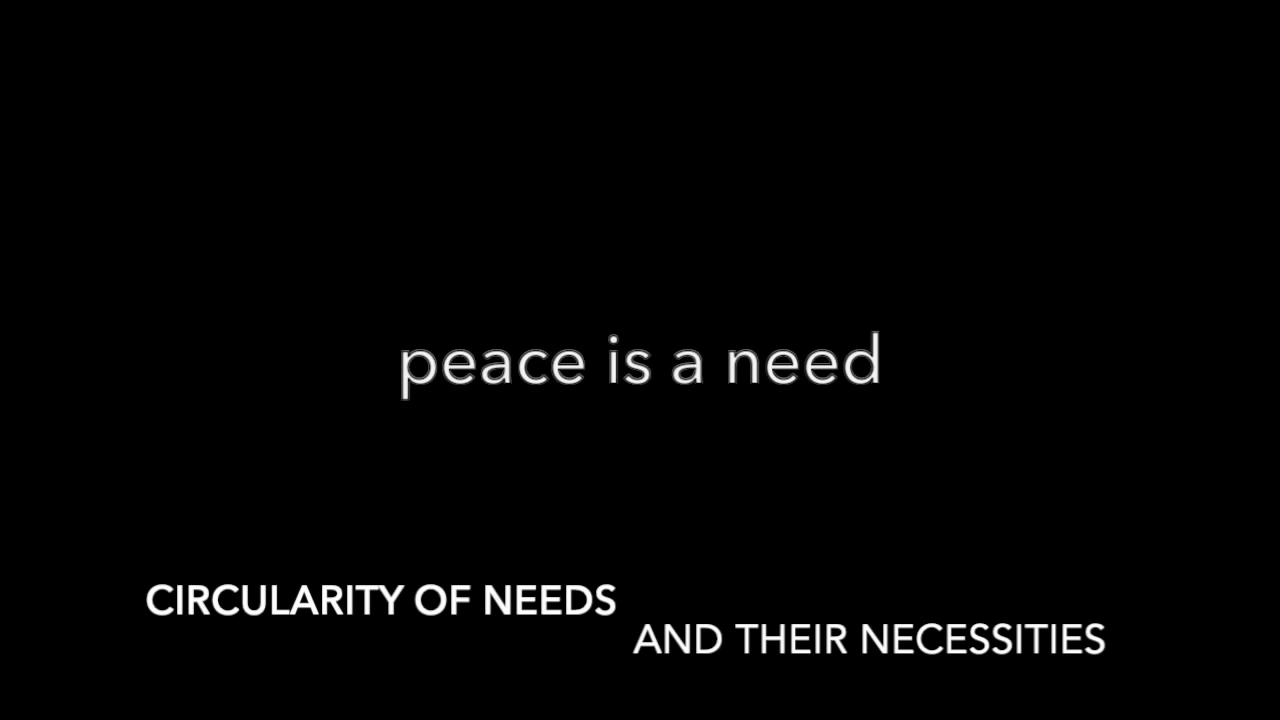 peace is a need
CIRCULARITY OF NEEDS
AND THEIR NECESSITIES